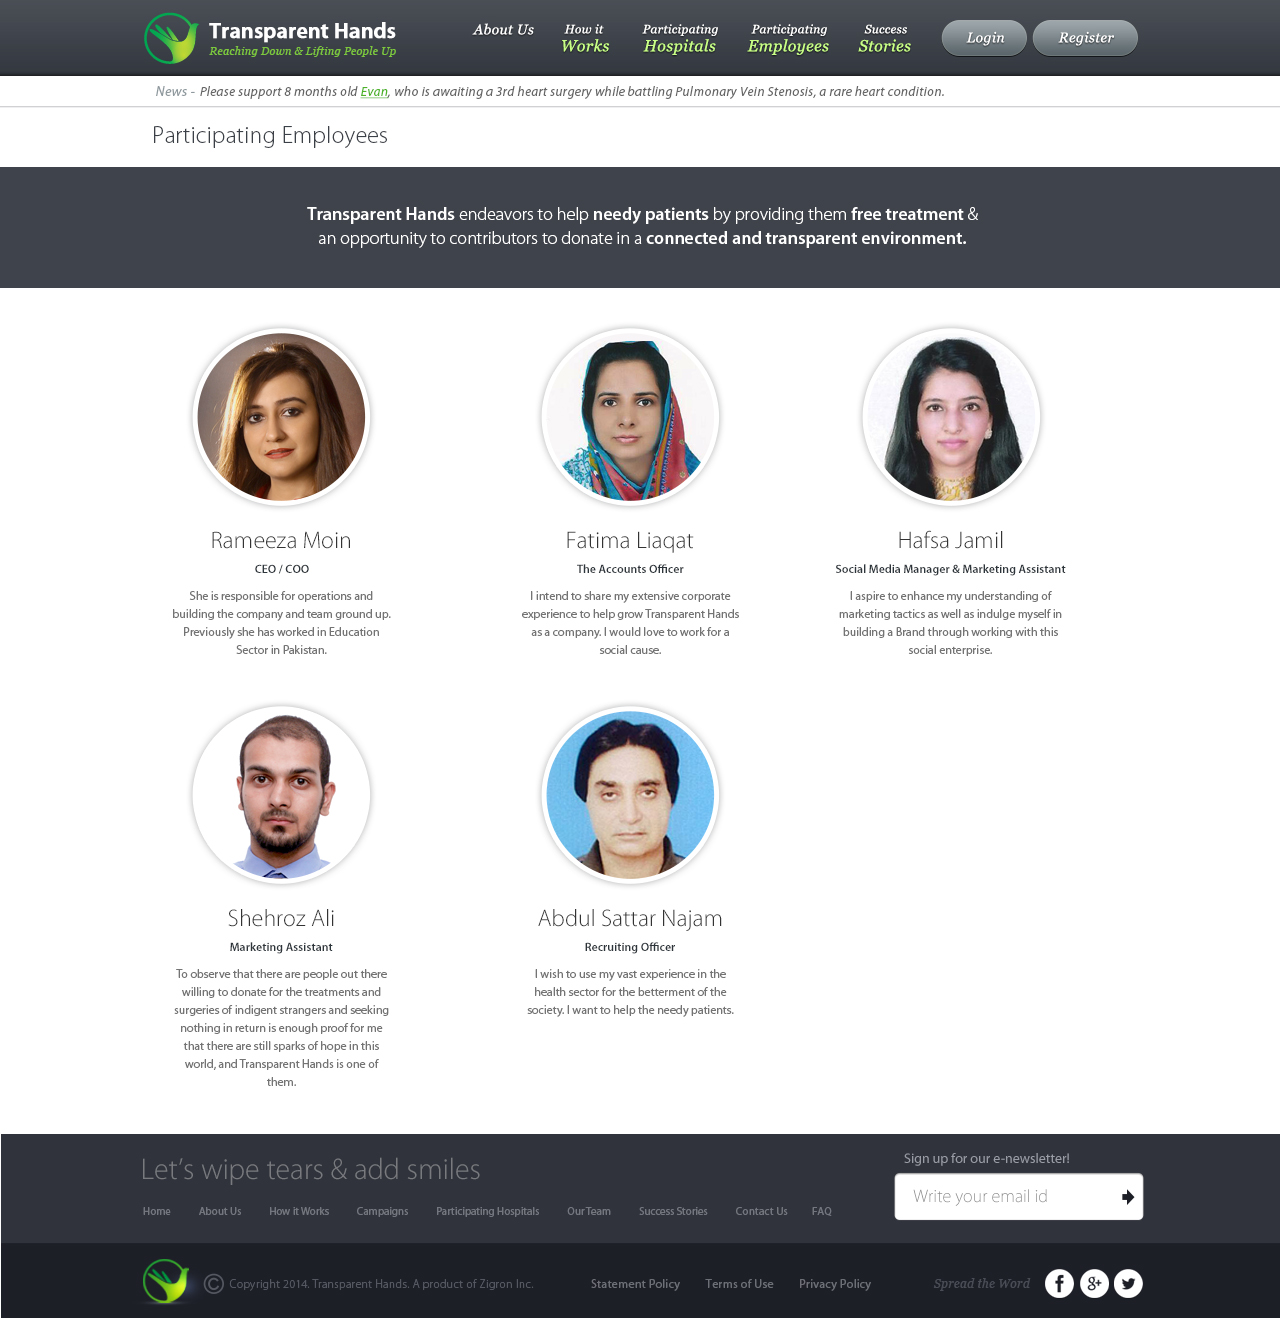 Transparent Hands
Reaching Down & Lifting People Up
About Us
How it
Works
Participating
Hospitals
Participating
Employees
Success
Stories
Login
Register
News - Please support 8 months old Evan, who is awaiting a 3rd heart surgery while battling Pulmonary Vein Stenosis, a rare heart condition.
Participating Employees
Transparent Hands endeavors to help needy patients by providing them free treatment &
an opportunity to contributors to donate in a connected and transparent environment.
Rameeza Moin
CEO / COO
She is responsible for operations and
building the company and team ground up.
Previously she has worked in Education
Sector in Pakistan.
Fatima Liaqat
The Accounts Officer
I intend to share my extensive corporate
experience to help grow Transparent Hands
as a company. I would love to work for a
social cause.
Hafsa Jamil
Social Media Manager & Marketing Assistant
I aspire to enhance my understanding of
marketing tactics as well as indulge myself in
building a Brand through working with this
social enterprise.
Shehroz Ali
Marketing Assistant
To observe that there are people out there
willing to donate for the treatments and
surgeries of indigent strangers and seeking
nothing in return is enough proof for me
that there are still sparks of hope in this
world, and Transparent Hands is one of
them.
Abdul Sattar Najam
Recruiting Officer
I wish to use my vast experience in the
health sector for the betterment of the
society. I want to help the needy patients.
Let's wipe tears & add smiles
Home About Us How it Works Campaigns Participating Hospitals Our Team Success Stories Contact Us FAQ
Sign up for our e-newsletter!
Write your email id
© Copyright 2014. Transparent Hands. A product of Zigron Inc.
Statement Policy Terms of Use Privacy Policy
Spread the Word